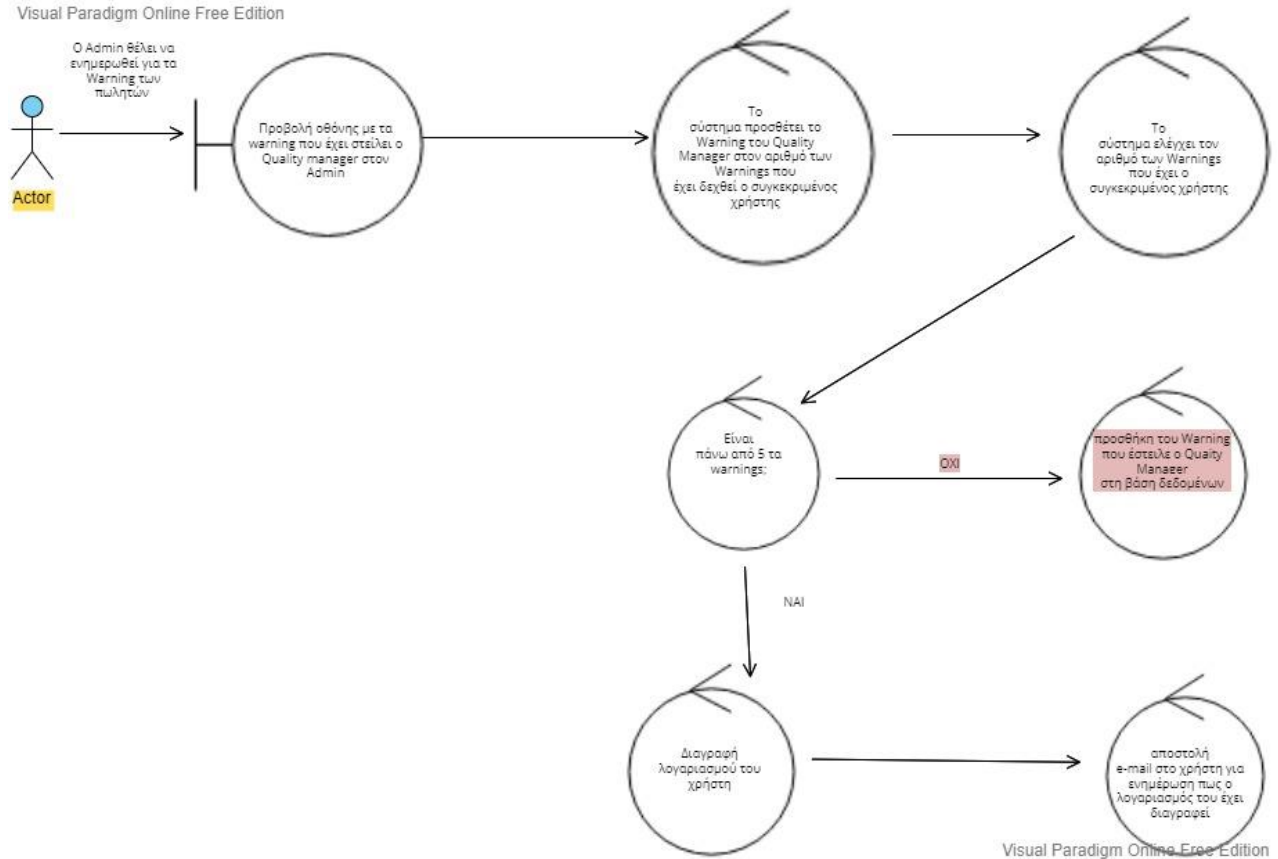 Visual Paradigm Online Free Edition
Ο Admin θέλει να
ενημερωθεί για τα
Warning των
πωλητών
Actor
Προβολή οθόνης με τα
warning που έχει στείλει ο
Quality manager στον
Admin
Το
σύστημα προσθέτει το
Warning του Quality
Manager στον αριθμό των
Warnings που
έχει δεχθεί ο συγκεκριμένος
χρήστης
Το
σύστημα ελέγχει τον
αριθμό των Warnings
που έχει ο
συγκεκριμένος χρήστης
Είναι
πάνω από 5 τα
warnings;
ΟΧΙ
προσθήκη του Warning
που έστειλε ο Quaity
Manager
στη βάση δεδομένων
ΝΑΙ
Διαγραφή
λογαριασμού του
χρήστη
αποστολή
e-mail στο χρήστη για
ενημέρωση πως ο
λογαριασμός του έχει
διαγραφεί
Visual Paradigm Online Free Edition